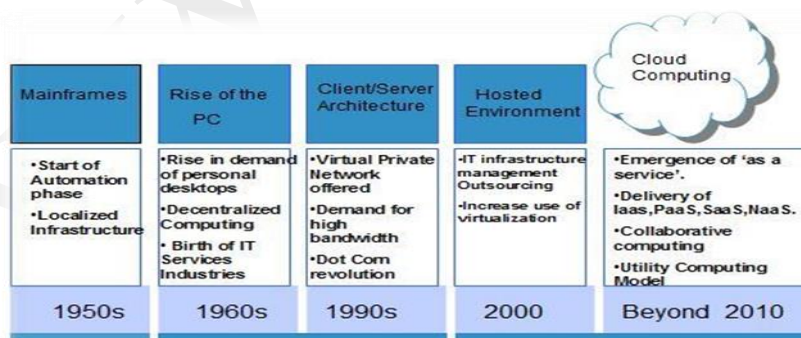 Mainframes
Rise of the
PC
Client/Server
Architecture
Hosted
Environment
Cloud
Computing
•Start of
Automation
phase
•Localized
Infrastructure
•Rise in demand
of personal
desktops
•Decentralized
Computing
• Birth of IT
Services
Industries
•Virtual Private
Network
offered
•Demand for
high
bandwidth
•Dot Com
revolution
•IT infrastructure
management
Outsourcing
•Increase use of
virtualization
•Emergence of 'as a
service'.
•Delivery of
Iaas,PaaS,SaaS,NaaS.
•Collaborative
computing
•Utility Computing
Model
1950s
1960s
1990s
2000
Beyond 2010